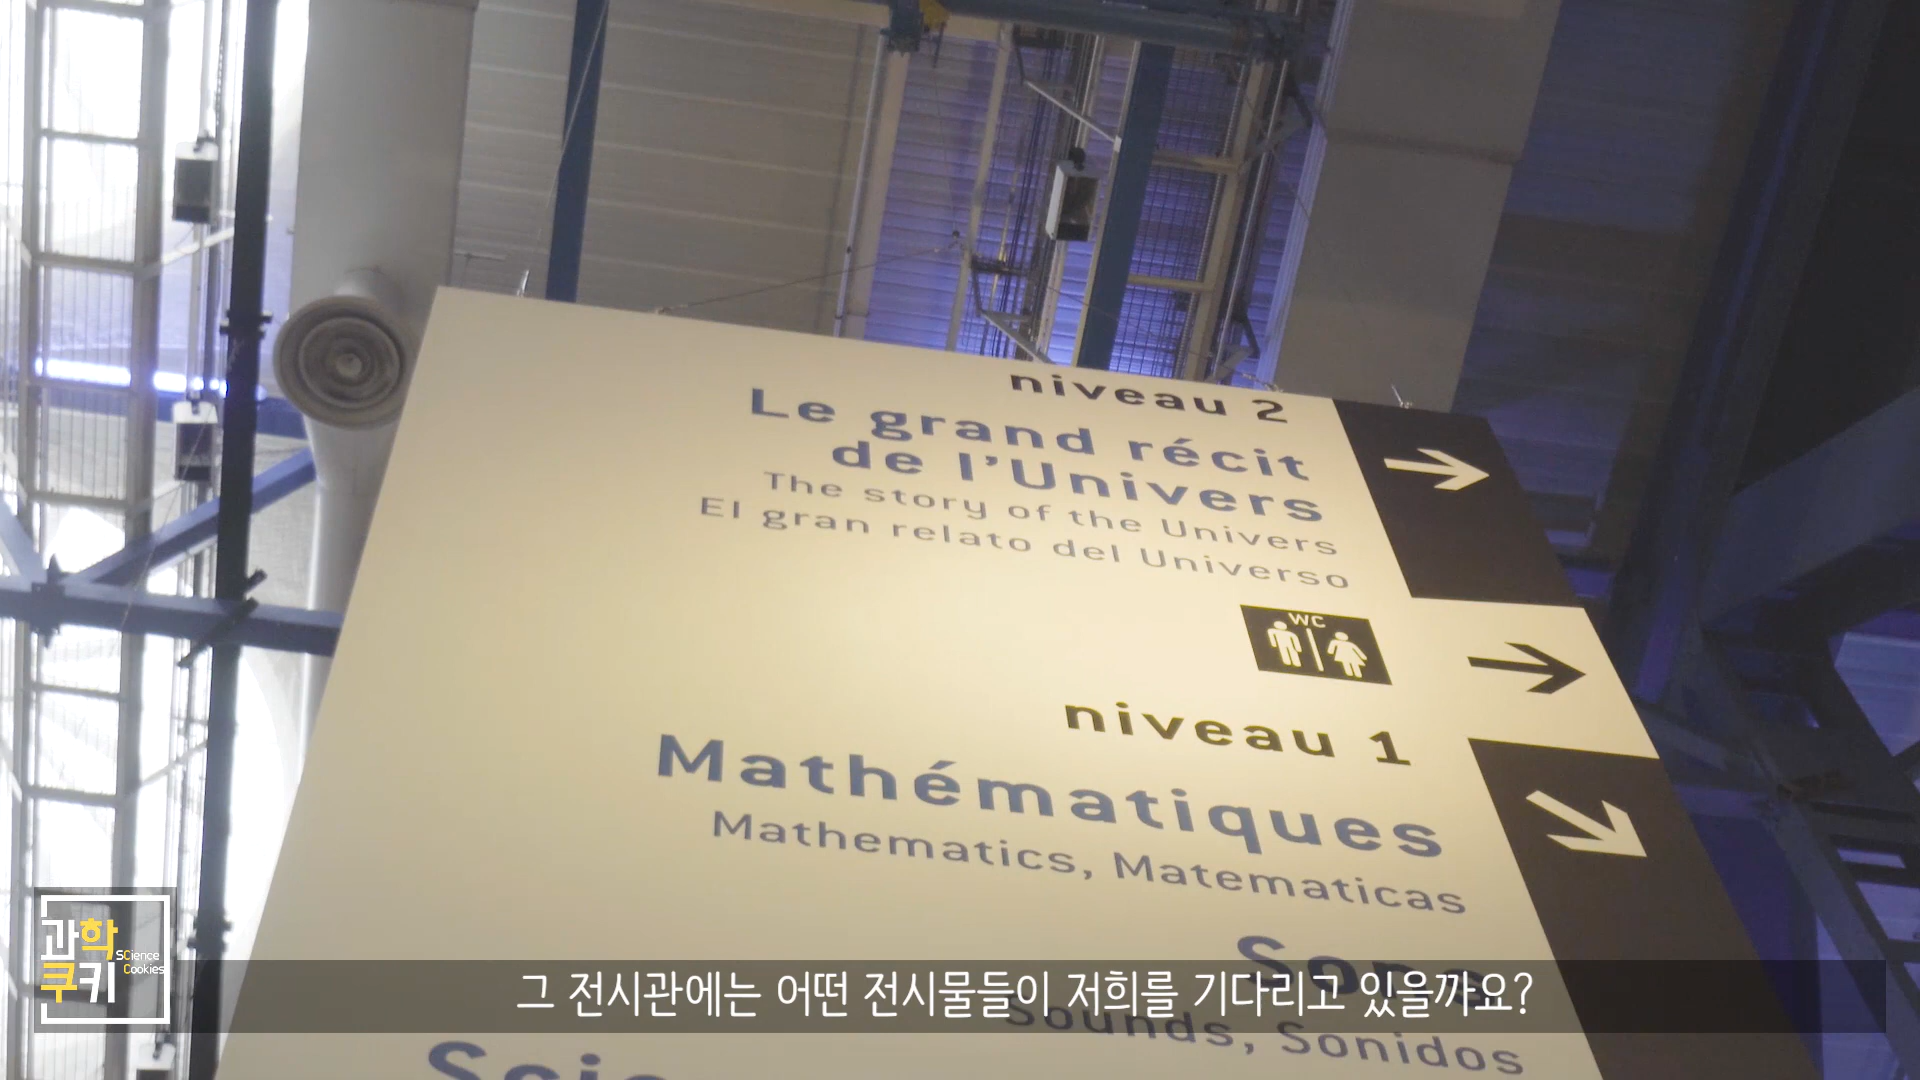 niveau 2
Le grand récit
de l'Univers
The story of the Univers
El gran relato del Universo
WC
niveau 1
Mathématiques
Mathematics, Matematicas
Sons
Sounds, Sonidos
과학
쿠키
SCience
Cookies
그 전시관에는 어떤 전시물들이 저희를 기다리고 있을까요?